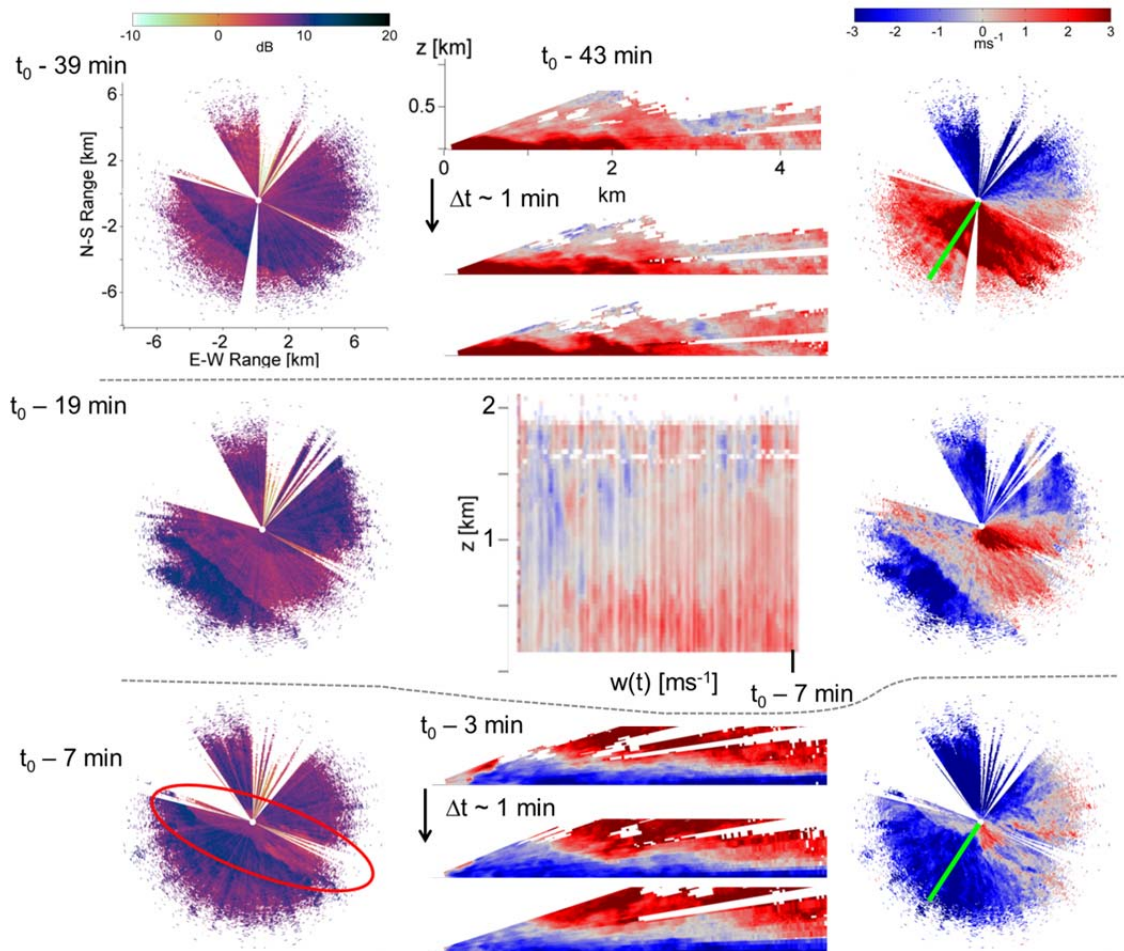 -10 0 10 20
dB
-3 -2 -1 0 1 2 3
ms-1
t0 - 39 min
z [km]
t0 - 43 min
6
2
-2
-6
N-S Range [km]
-6 -2 2 6
E-W Range [km]
0.5
0
0 2 4
km
Δt ~ 1 min
t0 – 19 min
2
1
z [km]
w(t) [ms-1]
t0 – 7 min
t0 – 7 min
t0 – 3 min
Δt ~ 1 min